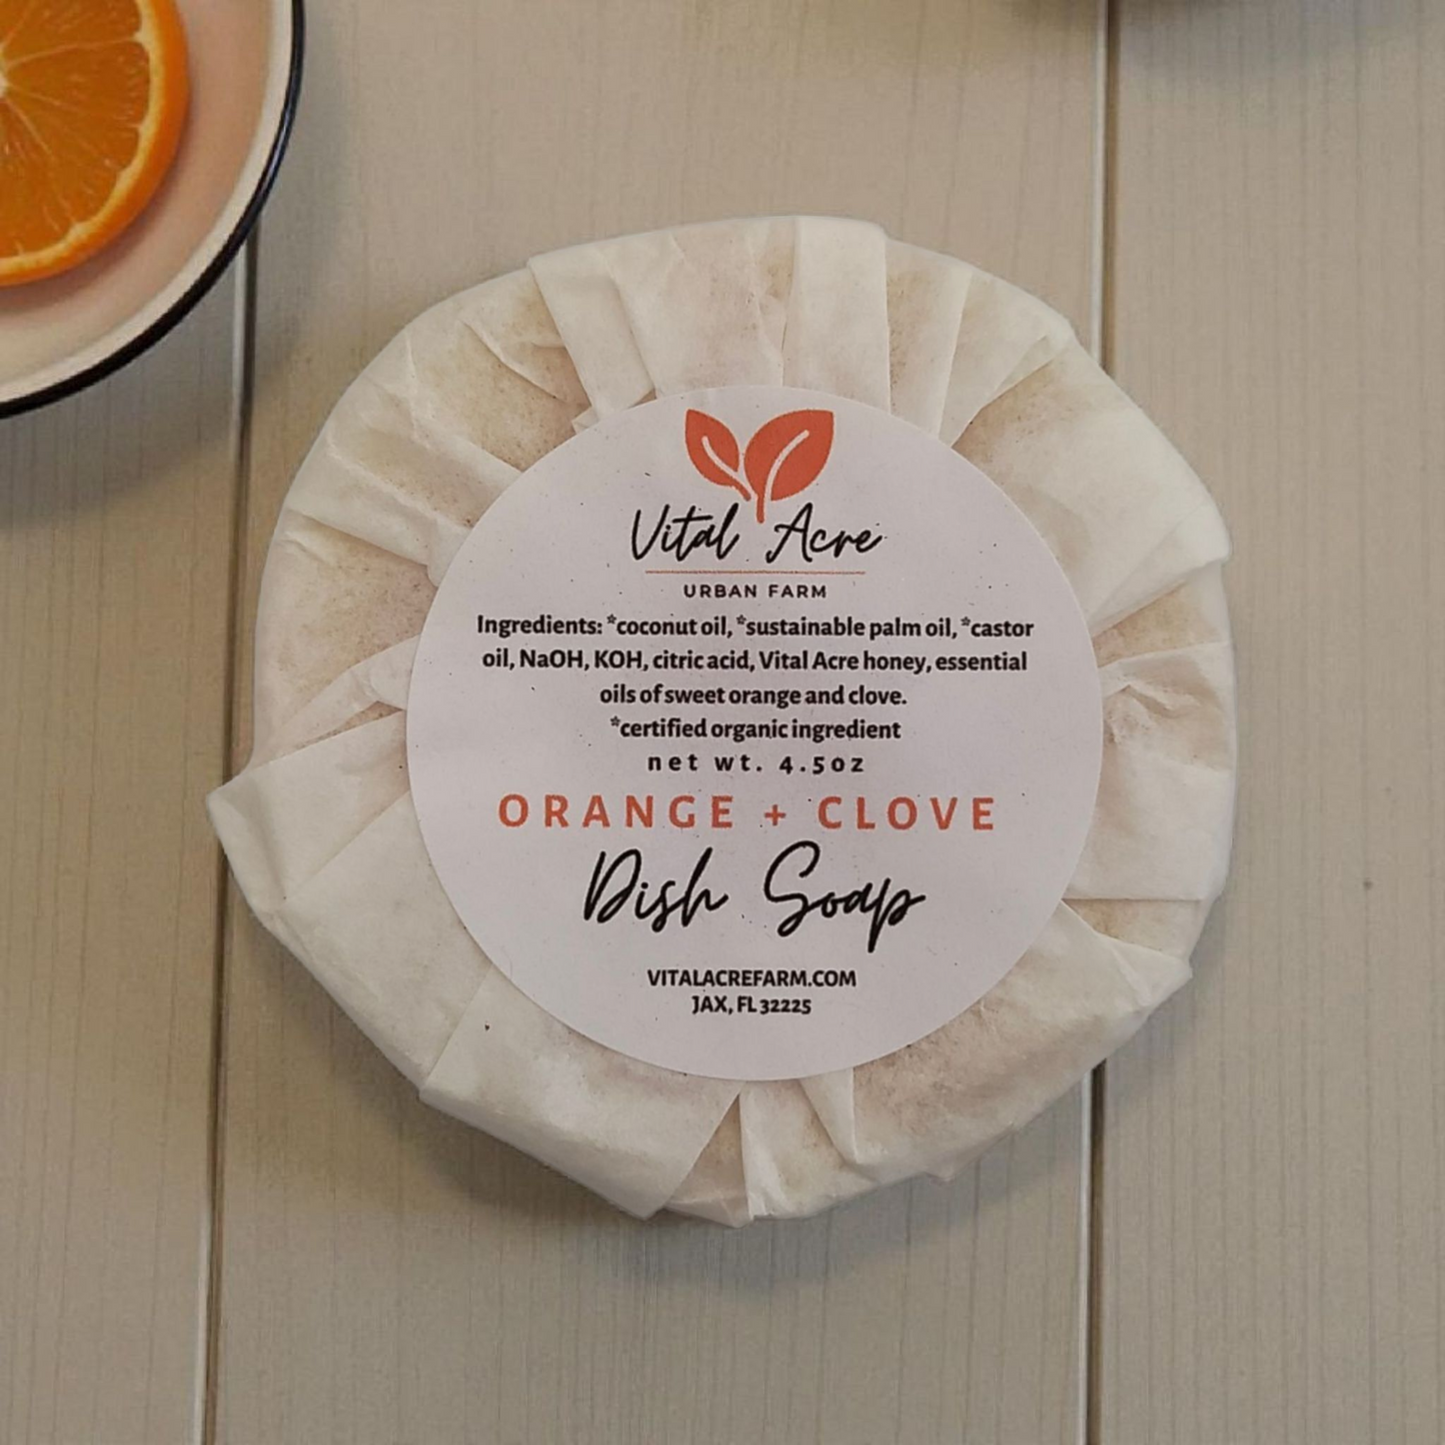 Vital Acre
URBAN FARM
Ingredients: *coconut oil, *sustainable palm oil, *castor
oil, NaOH, KOH, citric acid, Vital Acre honey, essential
oils of sweet orange and clove.
*certified organic ingredient
net wt. 4.5oz
ORANGE + CLOVE
Dish Soap
VITALACREFARM.COM
JAX, FL 32225